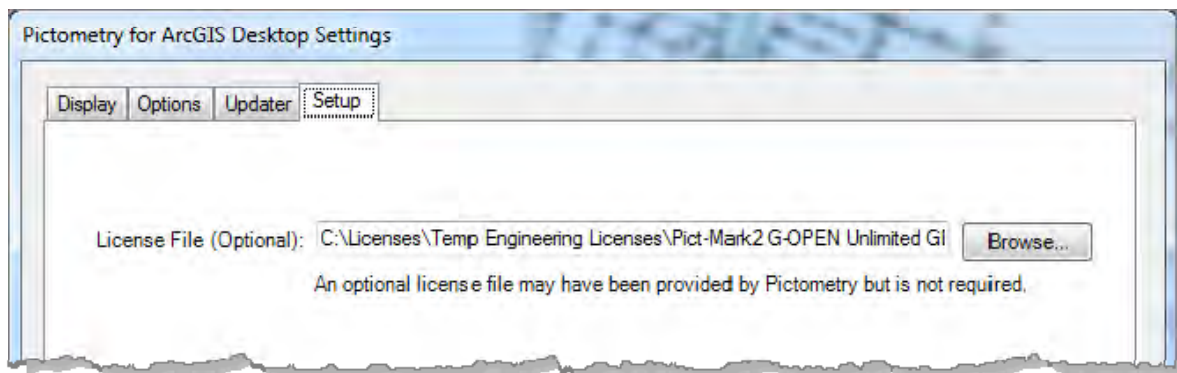 Pictometry for ArcGIS Desktop Settings
Display Options Updater Setup
License File (Optional): C:\Licenses\Temp Engineering Licenses\Pict-Mark2 G-OPEN Unlimited GI Browse...
An optional license file may have been provided by Pictometry but is not required.